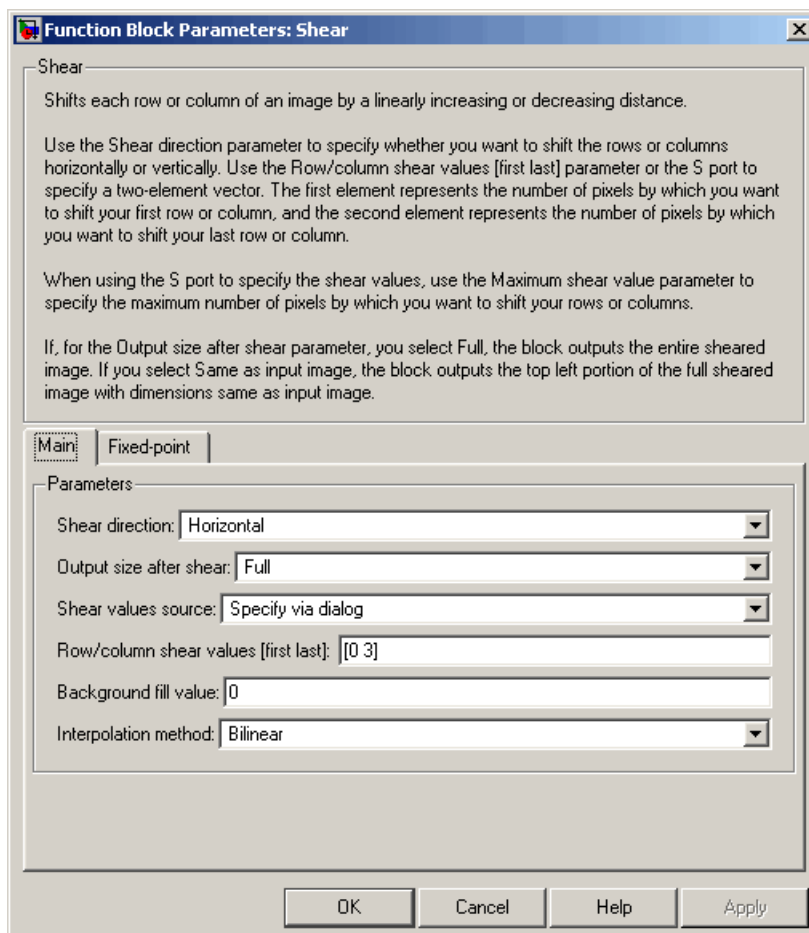 Function Block Parameters: Shear
Shear
Shifts each row or column of an image by a linearly increasing or decreasing distance.
Use the Shear direction parameter to specify whether you want to shift the rows or columns
horizontally or vertically. Use the Row/column shear values [first last] parameter or the S port to
specify a two-element vector. The first element represents the number of pixels by which you want
to shift your first row or column, and the second element represents the number of pixels by which
you want to shift your last row or column.
When using the S port to specify the shear values, use the Maximum shear value parameter to
specify the maximum number of pixels by which you want to shift your rows or columns.
If, for the Output size after shear parameter, you select Full, the block outputs the entire sheared
image. If you select Same as input image, the block outputs the top left portion of the full sheared
image with dimensions same as input image.
Main Fixed-point
Parameters
Shear direction: Horizontal
Output size after shear: Full
Shear values source: Specify via dialog
Row/column shear values [first last]: [0 3]
Background fill value: 0
Interpolation method: Bilinear
OK Cancel Help Apply